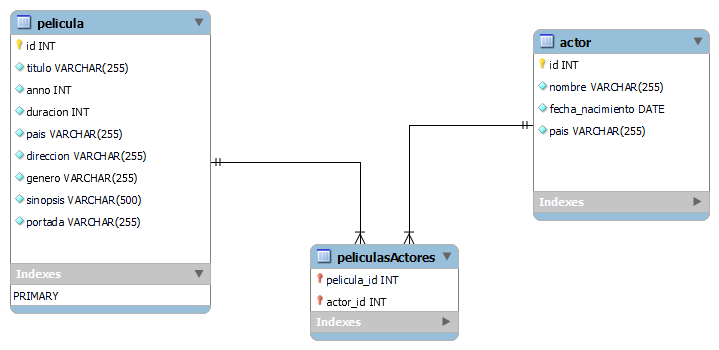 pelicula
id INT
titulo VARCHAR(255)
anno INT
duracion INT
pais VARCHAR(255)
direccion VARCHAR(255)
genero VARCHAR(255)
sinopsis VARCHAR(500)
portada VARCHAR(255)
Indexes
PRIMARY
actor
id INT
nombre VARCHAR(255)
fecha_nacimiento DATE
pais VARCHAR(255)
Indexes
peliculasActores
pelicula_id INT
actor_id INT
Indexes